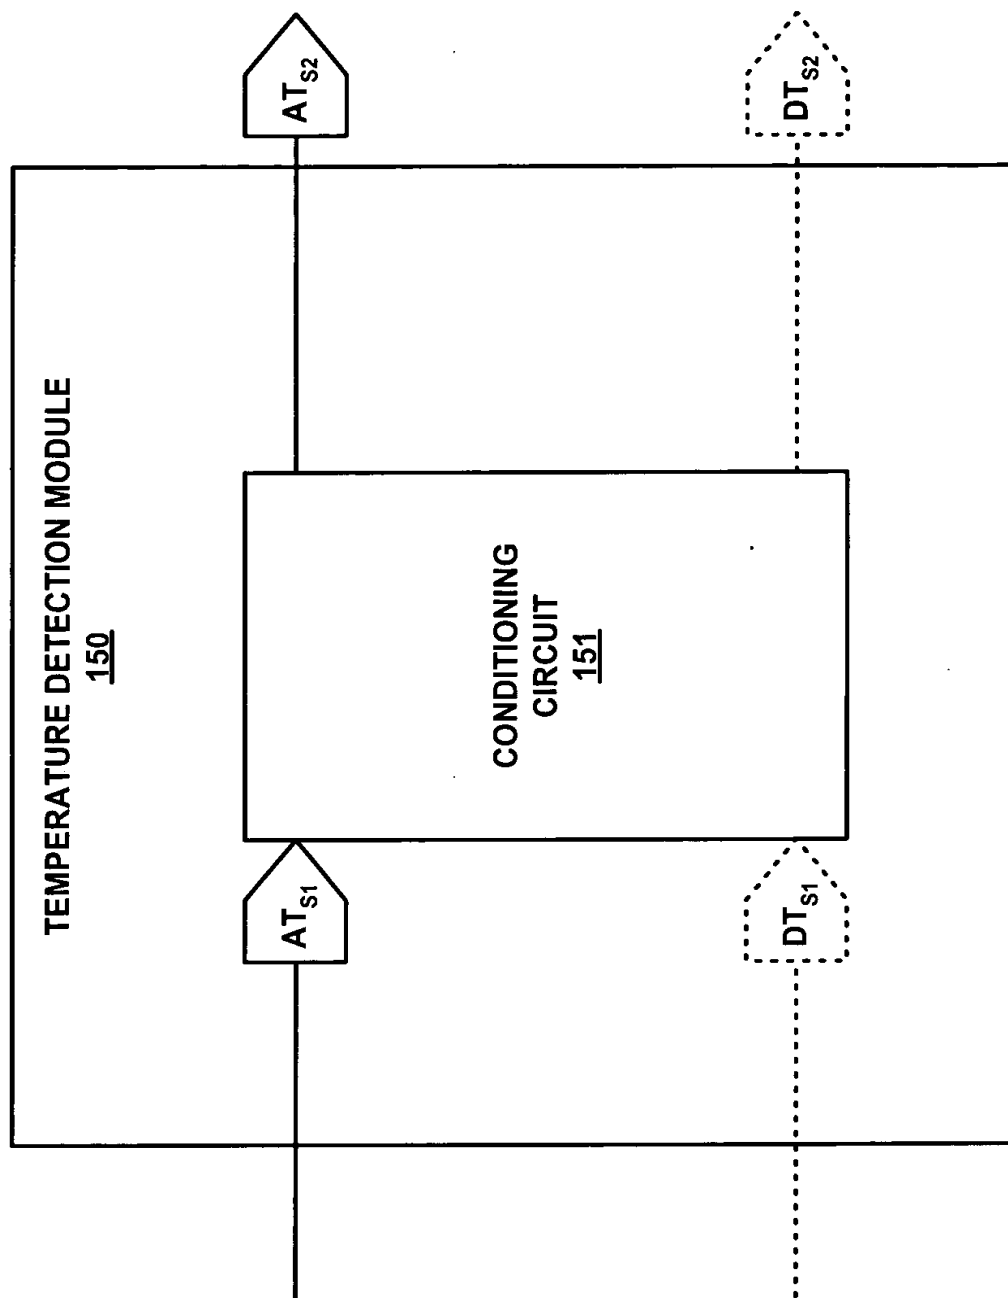 TEMPERATURE DETECTION MODULE
150
AT_S1
AT_S2
CONDITIONING
CIRCUIT
151
DT_S1
DT_S2